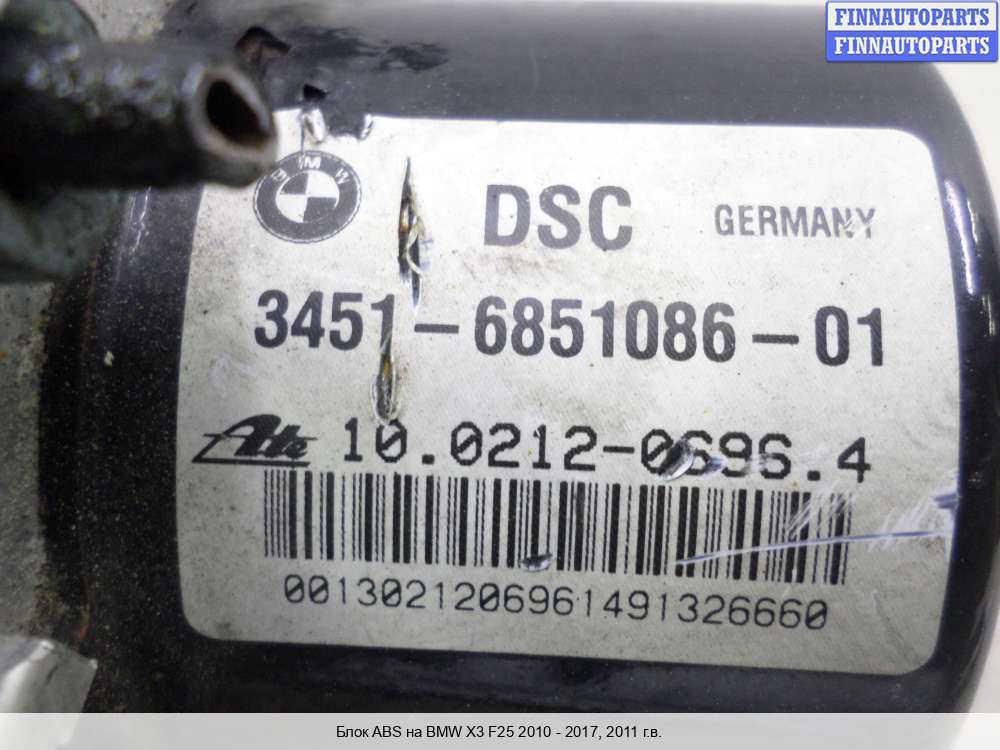 FINNAUTOPARTS
FINNAUTOPARTS
BMW
DSC GERMANY
3451-6851086-01
Ate 10.0212-0696.4
0013021206961491326660
Блок ABS на BMW X3 F25 2010 - 2017, 2011 г.в.